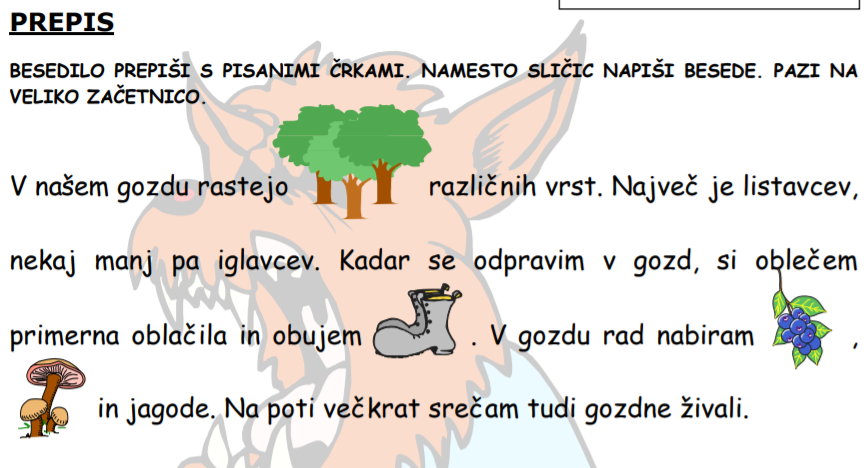 PREPIS
BESEDILO PREPIŠI S PISANIMI ČRKAMI. NAMESTO SLIČIC NAPIŠI BESEDE. PAZI NA
VELIKO ZAČETNICO.
V našem gozdu rastejo različnih vrst. Največ je listavcev,
nekaj manj pa iglavcev. Kadar se odpravim v gozd, si oblečem
primerna oblačila in obujem . V gozdu rad nabiram ,
in jagode. Na poti večkrat srečam tudi gozdne živali.